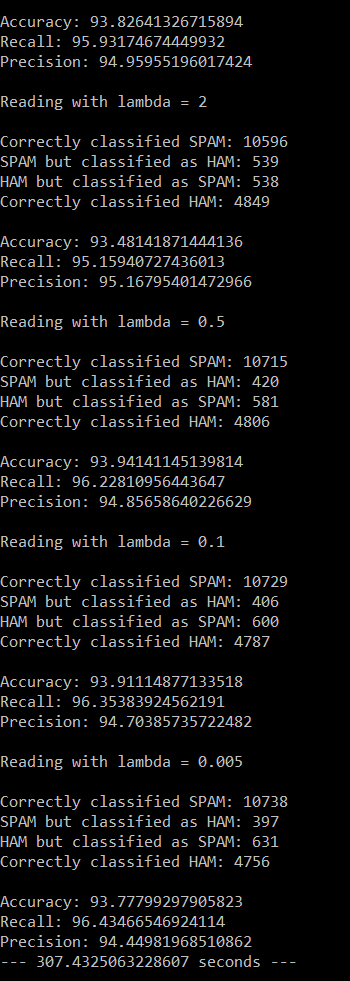 Accuracy: 93.82641326715894
Recall: 95.93174674449932
Precision: 94.95955196017424
Reading with lambda = 2
Correctly classified SPAM: 10596
SPAM but classified as HAM: 539
HAM but classified as SPAM: 538
Correctly classified HAM: 4849
Accuracy: 93.48141871444136
Recall: 95.15940727436013
Precision: 95.16795401472966
Reading with lambda = 0.5
Correctly classified SPAM: 10715
SPAM but classified as HAM: 420
HAM but classified as SPAM: 581
Correctly classified HAM: 4806
Accuracy: 93.94141145139814
Recall: 96.22810956443647
Precision: 94.85658640226629
Reading with lambda = 0.1
Correctly classified SPAM: 10729
SPAM but classified as HAM: 406
HAM but classified as SPAM: 600
Correctly classified HAM: 4787
Accuracy: 93.91114877133518
Recall: 96.35383924562191
Precision: 94.70385735722482
Reading with lambda = 0.005
Correctly classified SPAM: 10738
SPAM but classified as HAM: 397
HAM but classified as SPAM: 631
Correctly classified HAM: 4756
Accuracy: 93.77799297905823
Recall: 96.43466546924114
Precision: 94.44981968510862
--- 307.4325063228607 seconds ---